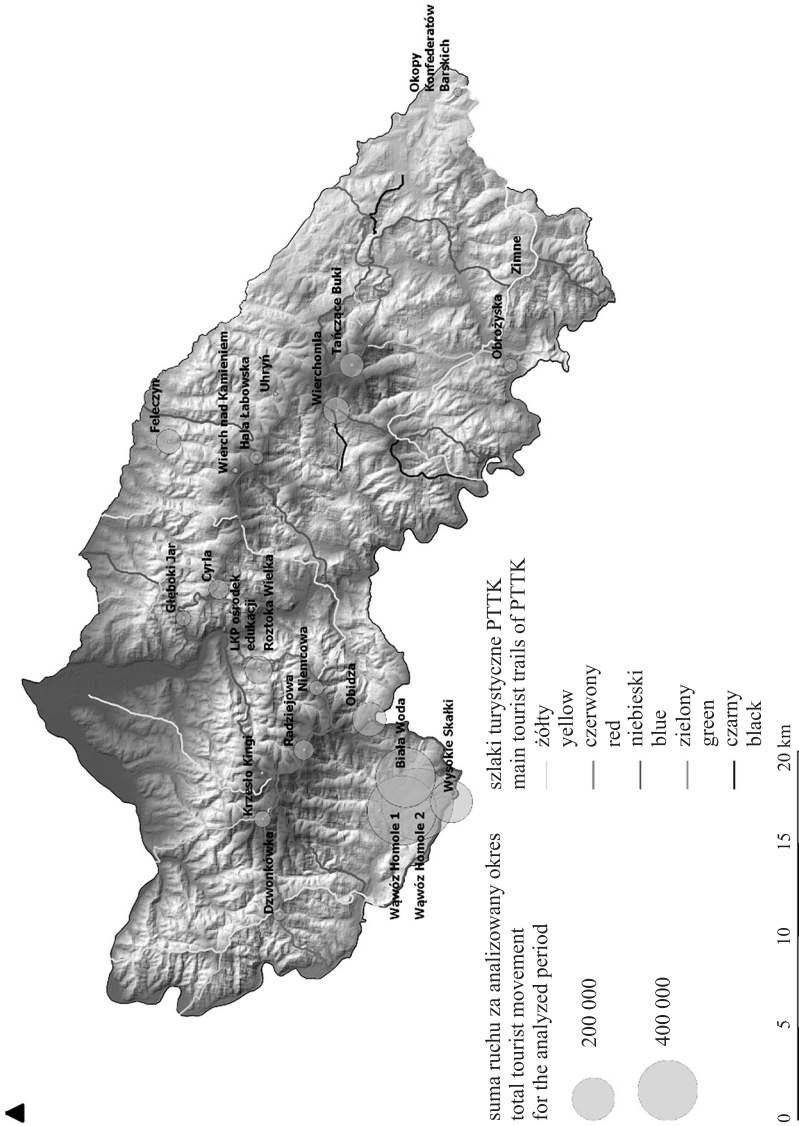 Okopy
Konfederatów
Barskich
Feleczyn
Wierch nad Kamieniem
Hala Łabowska
Uhryń
Tańczące Buki
Wierchomla
Zimne
Obrożyska
Głęboki Jar
Cyrla
LKP ośrodek
edukacji
Roztoka Wielka
Niemcowa
Radziejowa
Obidza
Krzesło Kingi
Dzwonkówka
Biała Woda
Wysokie Skałki
Wąwóz Homole 1
Wąwóz Homole 2
suma ruchu za analizowany okres
total tourist movement
for the analyzed period
200 000
400 000
szlaki turystyczne PTTK
main tourist trails of PTTK
żółty
yellow
czerwony
red
niebieski
blue
zielony
green
czarny
black
0 5 10 15 20 km